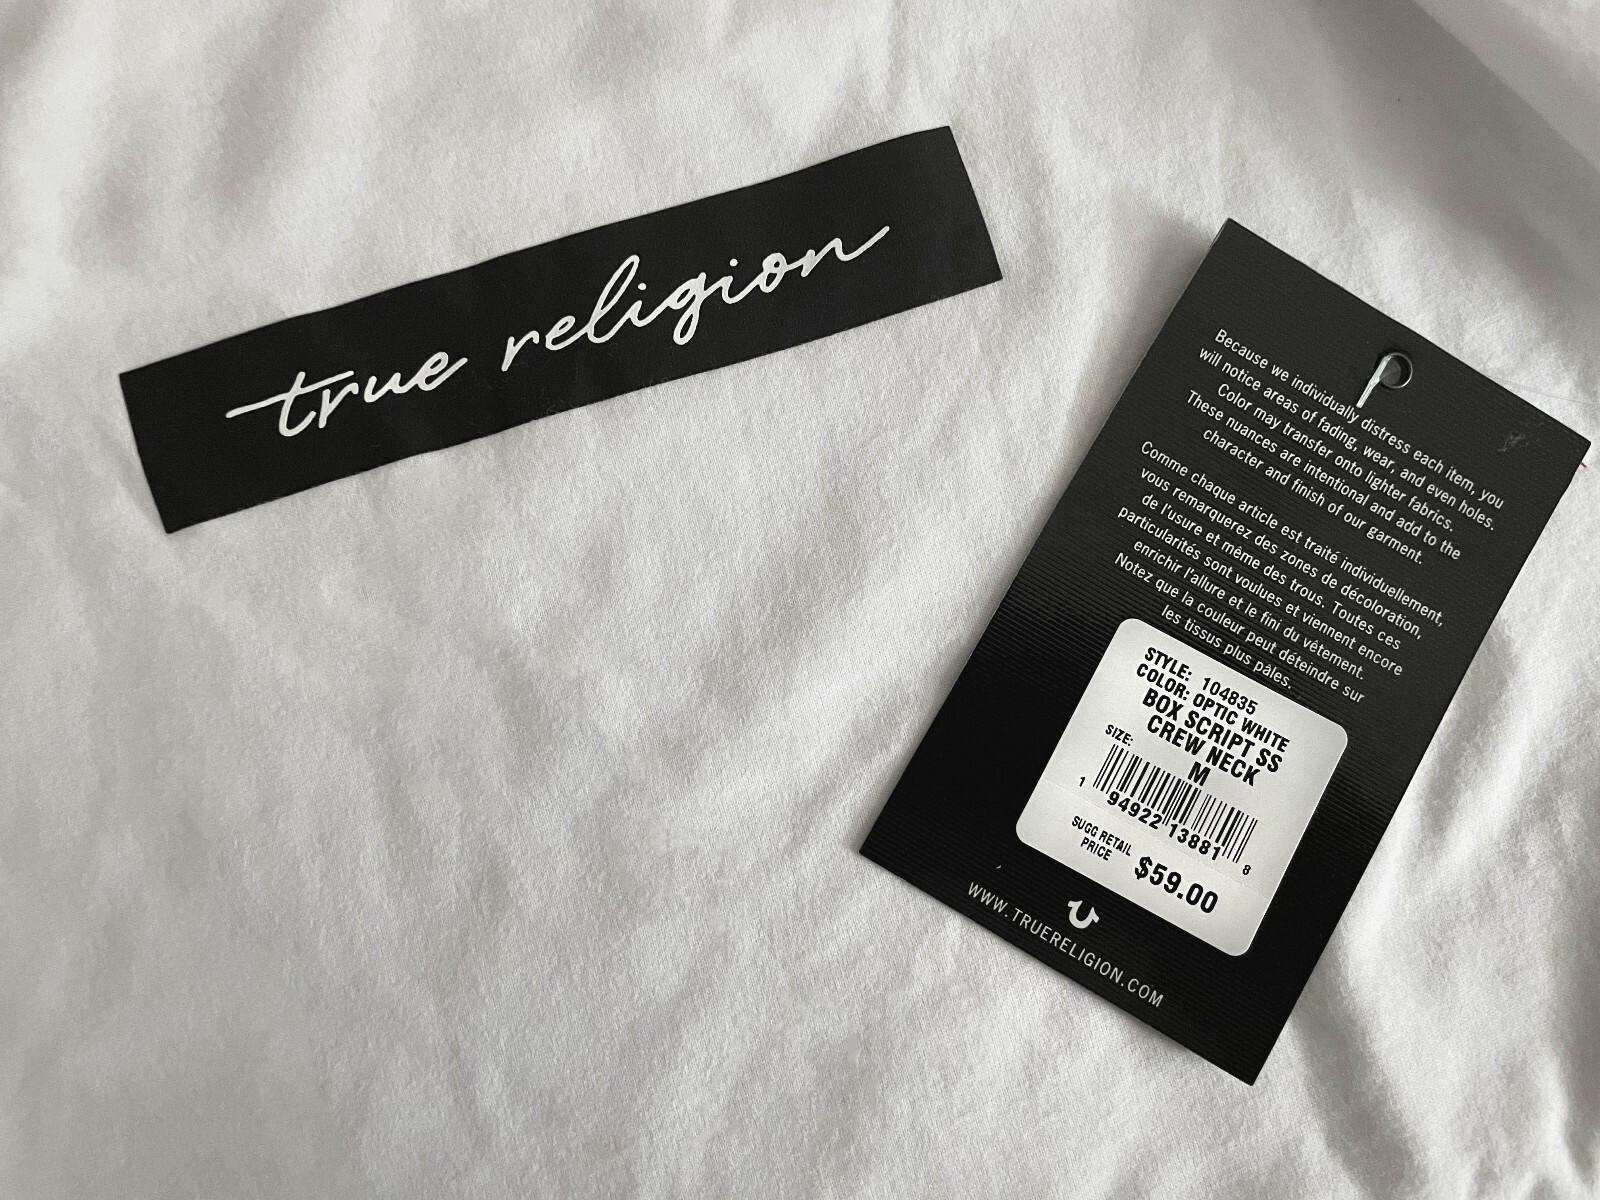 true religion
Because we individually distress each item, you
will notice areas of fading, wear, and even holes.
Color may transfer onto lighter fabrics.
These nuances are intentional and add to the
character and finish of our garment.
Comme chaque article est traité individuellement,
vous remarquerez des zones de décoloration,
de l'usure et même des trous. Toutes ces
particularités sont voulues et viennent encore
enrichir l'allure et le fini du vêtement.
Notez que la couleur peut déteindre sur
les tissus plus pâles.
STYLE: 104835
COLOR: OPTIC WHITE
BOX SCRIPT SS
CREW NECK
SIZE: M
1 94922 13881 8
SUGG RETAIL
PRICE $59.00
WWW.TRUERELIGION.COM